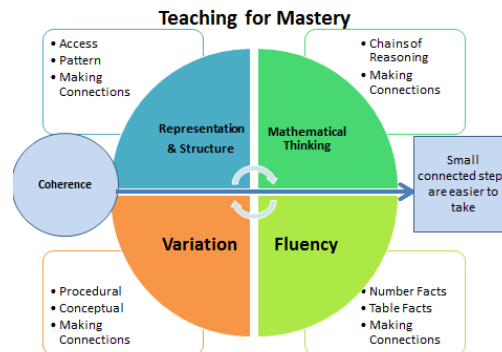 Teaching for Mastery
• Access
• Pattern
• Making
Connections
• Chains of
Reasoning
• Making
Connections
Representation
& Structure
Mathematical
Thinking
Coherence
Small
connected step
are easier to
take
Variation
Fluency
• Procedural
• Conceptual
• Making
Connections
• Number Facts
• Table Facts
• Making
Connections